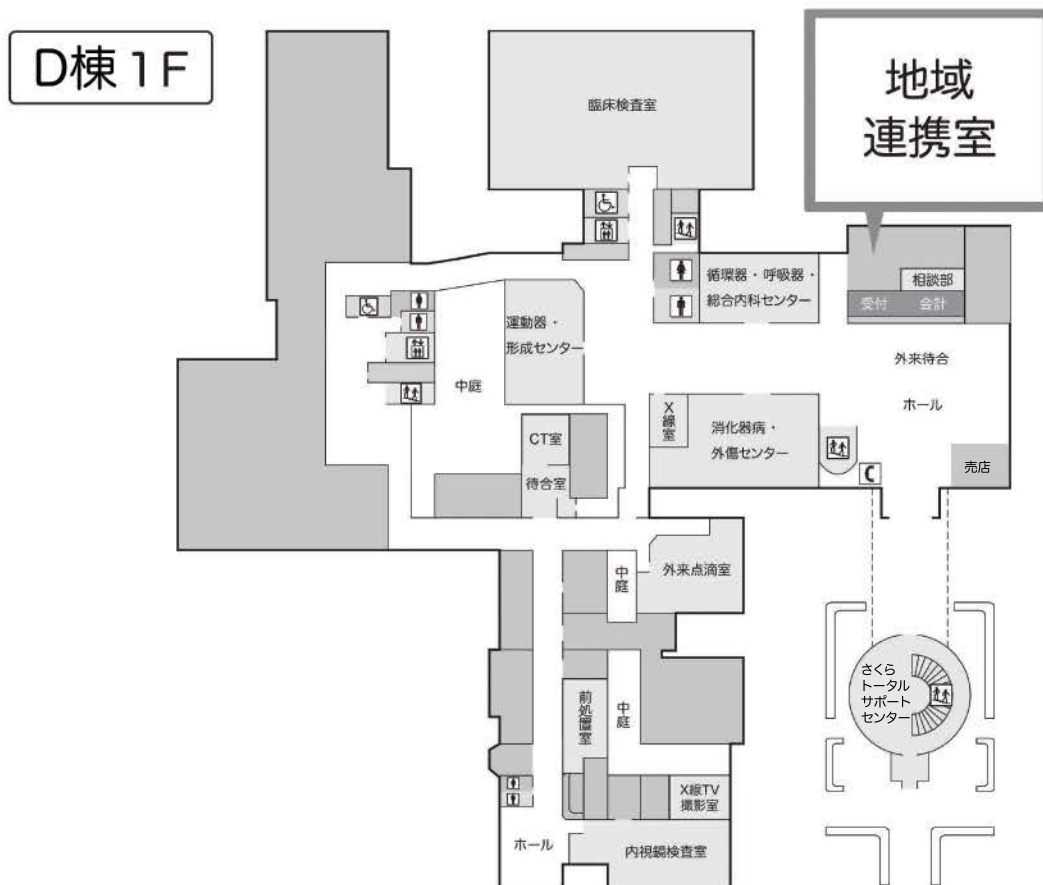 D棟 1F
地域
連携室
臨床検査室
循環器・呼吸器・
総合内科センター
相談部
受付
会計
運動器・
形成センター
中庭
外来待合
ホール
X線室
消化器病・
外傷センター
CT室
待合室
売店
中庭
外来点滴室
さくら
トータル
サポート
センター
前処置室
中庭
X線TV
撮影室
ホール
内視鏡検査室